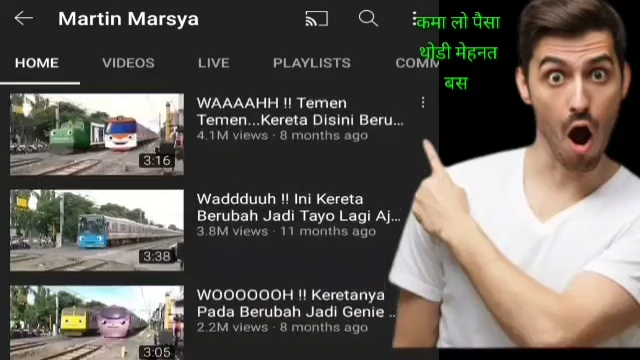 Martin Marsya
HOME VIDEOS LIVE PLAYLISTS COMM
WAAAAHH !! Temen
Temen...Kereta Disini Beru...
4.1M views · 8 months ago
3:16
Waddduuh !! Ini Kereta
Berubah Jadi Tayo Lagi Aj...
3.8M views · 11 months ago
3:38
WOOOOOOH !! Keretanya
Pada Berubah Jadi Genie ..
2.2M views · 8 months ago
3:05
कमा लो पैसा
थोडी मेहनत
बस